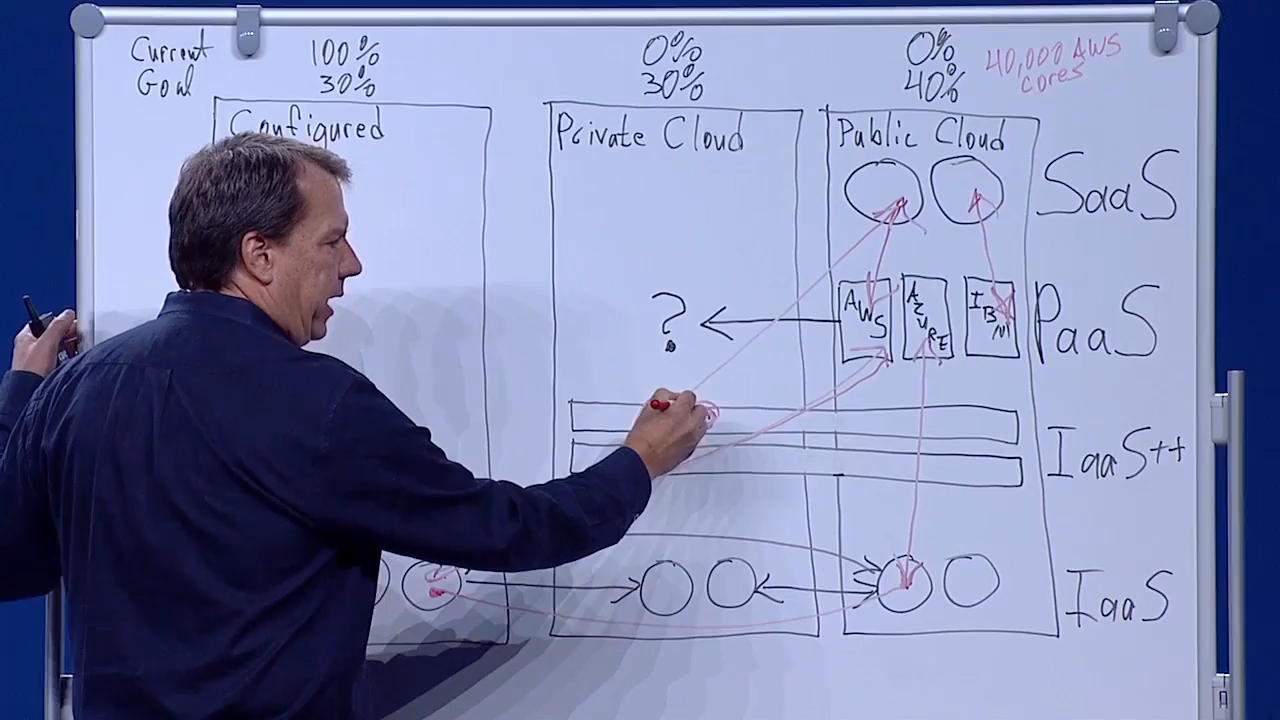 Current 100% 0% 0% 40,000 AWS
Goal 30% 30% 40% cores
Configured Private Cloud Public Cloud
SaaS
? AWS AZURE IBM PaaS
IaaS++
IaaS